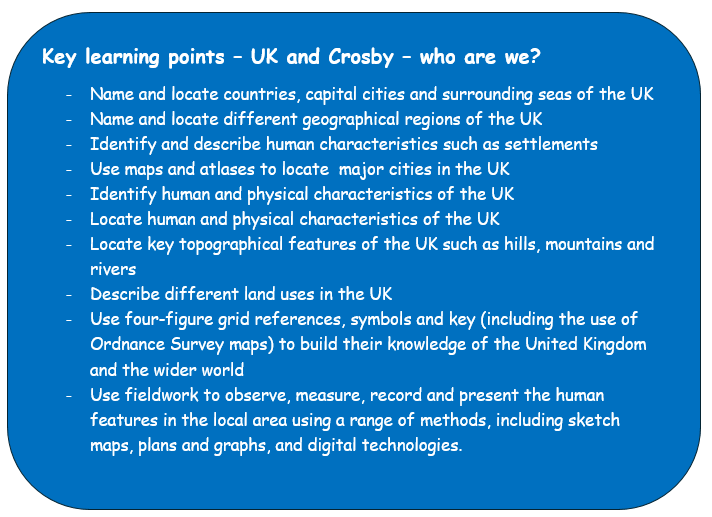 Key learning points – UK and Crosby – who are we?
- Name and locate countries, capital cities and surrounding seas of the UK
- Name and locate different geographical regions of the UK
- Identify and describe human characteristics such as settlements
- Use maps and atlases to locate major cities in the UK
- Identify human and physical characteristics of the UK
- Locate human and physical characteristics of the UK
- Locate key topographical features of the UK such as hills, mountains and
rivers
- Describe different land uses in the UK
- Use four-figure grid references, symbols and key (including the use of
Ordnance Survey maps) to build their knowledge of the United Kingdom
and the wider world
- Use fieldwork to observe, measure, record and present the human
features in the local area using a range of methods, including sketch
maps, plans and graphs, and digital technologies.